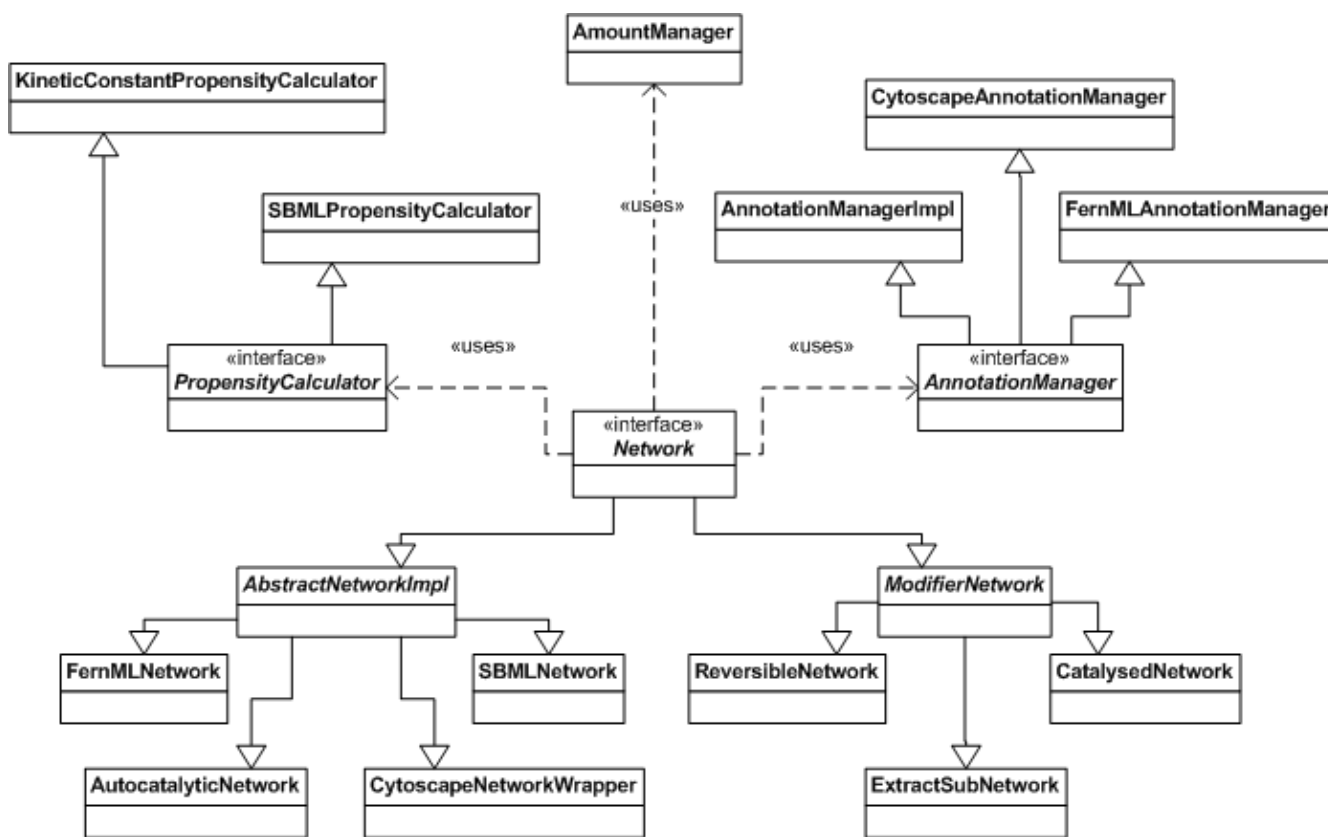 AmountManager
KineticConstantPropensityCalculator
CytoscapeAnnotationManager
SBMLPropensityCalculator
«uses»
AnnotationManagerImpl
FernMLAnnotationManager
«interface»
PropensityCalculator
«uses»
«uses»
«interface»
AnnotationManager
«interface»
Network
AbstractNetworkImpl
ModifierNetwork
FernMLNetwork
SBMLNetwork
ReversibleNetwork
CatalysedNetwork
AutocatalyticNetwork
CytoscapeNetworkWrapper
ExtractSubNetwork